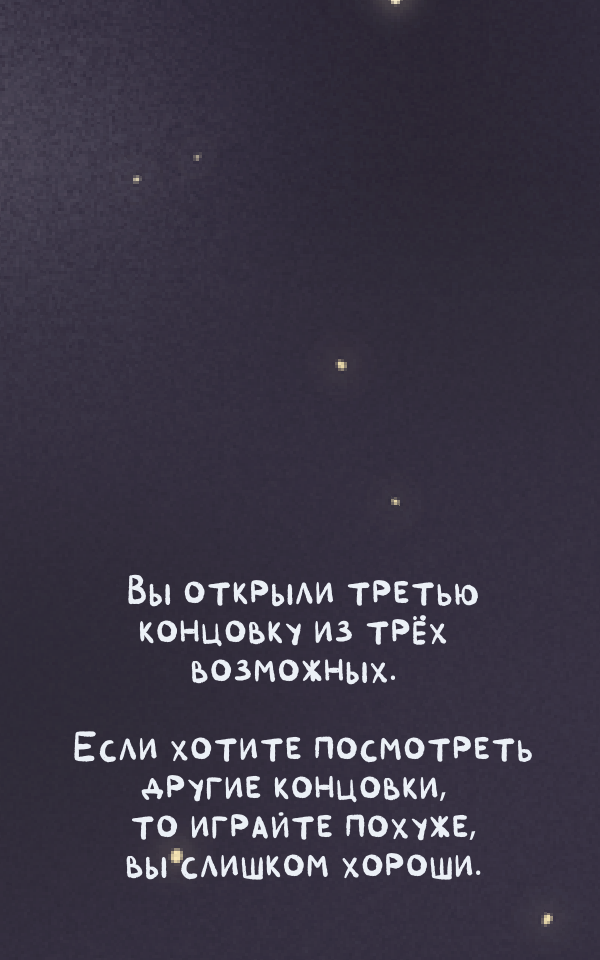 Вы открыли третью
концовку из трёх
возможных.
Если хотите посмотреть
другие концовки,
то играйте похуже,
вы слишком хороши.